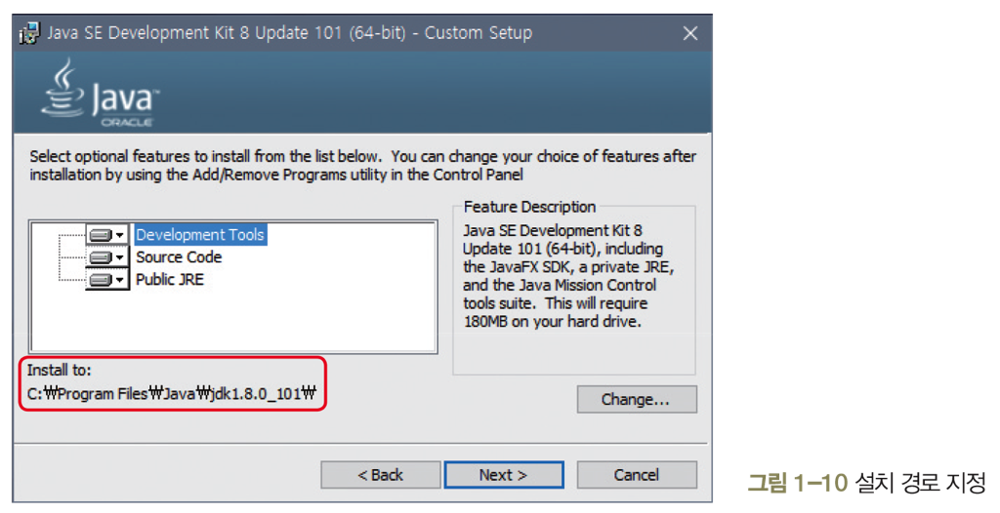 Java SE Development Kit 8 Update 101 (64-bit) - Custom Setup
Java™
ORACLE
Select optional features to install from the list below. You can change your choice of features after
installation by using the Add/Remove Programs utility in the Control Panel
Development Tools
Source Code
Public JRE
Feature Description
Java SE Development Kit 8
Update 101 (64-bit), including
the JavaFX SDK, a private JRE,
and the Java Mission Control
tools suite. This will require
180MB on your hard drive.
Install to:
C:₩Program Files₩Java₩jdk1.8.0_101₩
Change...
< Back
Next >
Cancel
그림 1-10 설치 경로 지정